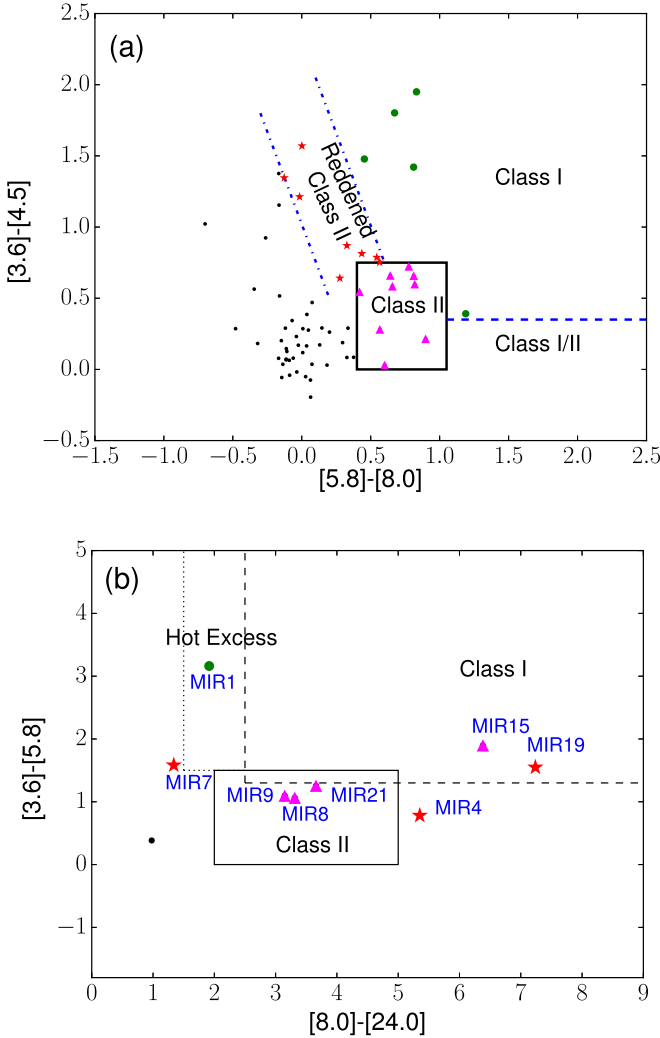 (a)
2.5
2.0
1.5
1.0
0.5
0.0
−0.5
[3.6]-[4.5]
Reddened
Class II
Class I
Class II
Class I/II
−1.5
−1.0
−0.5
0.0
0.5
1.0
1.5
2.0
2.5
[5.8]-[8.0]
(b)
5
4
3
2
1
0
−1
[3.6]-[5.8]
Hot Excess
MIR1
Class I
MIR15
MIR19
MIR7
MIR9
MIR21
MIR8
MIR4
Class II
0 1 2 3 4 5 6 7 8 9
[8.0]-[24.0]